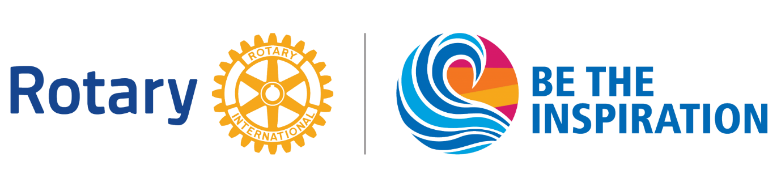 Rotary
ROTARY
INTERNATIONAL
BE THE
INSPIRATION